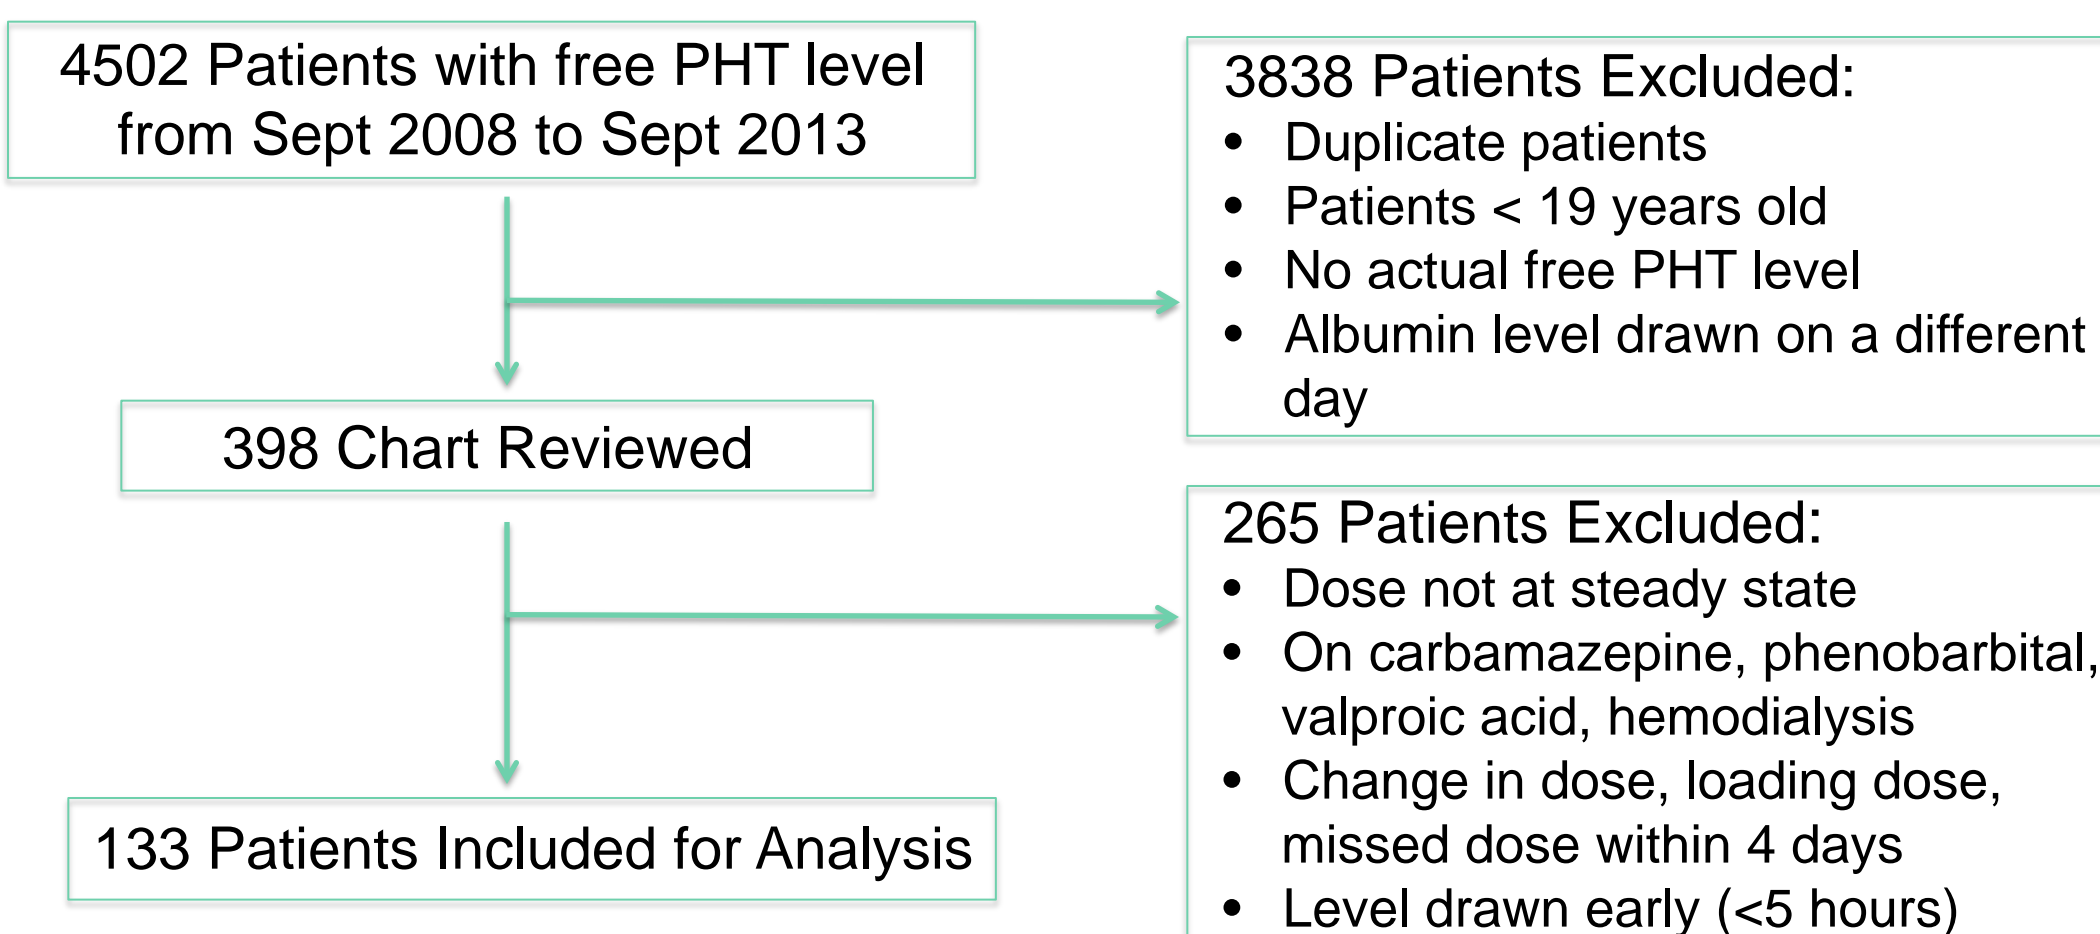 4502 Patients with free PHT level
from Sept 2008 to Sept 2013
3838 Patients Excluded:
• Duplicate patients
• Patients < 19 years old
• No actual free PHT level
• Albumin level drawn on a different
day
398 Chart Reviewed
265 Patients Excluded:
• Dose not at steady state
• On carbamazepine, phenobarbital,
valproic acid, hemodialysis
• Change in dose, loading dose,
missed dose within 4 days
• Level drawn early (<5 hours)
133 Patients Included for Analysis